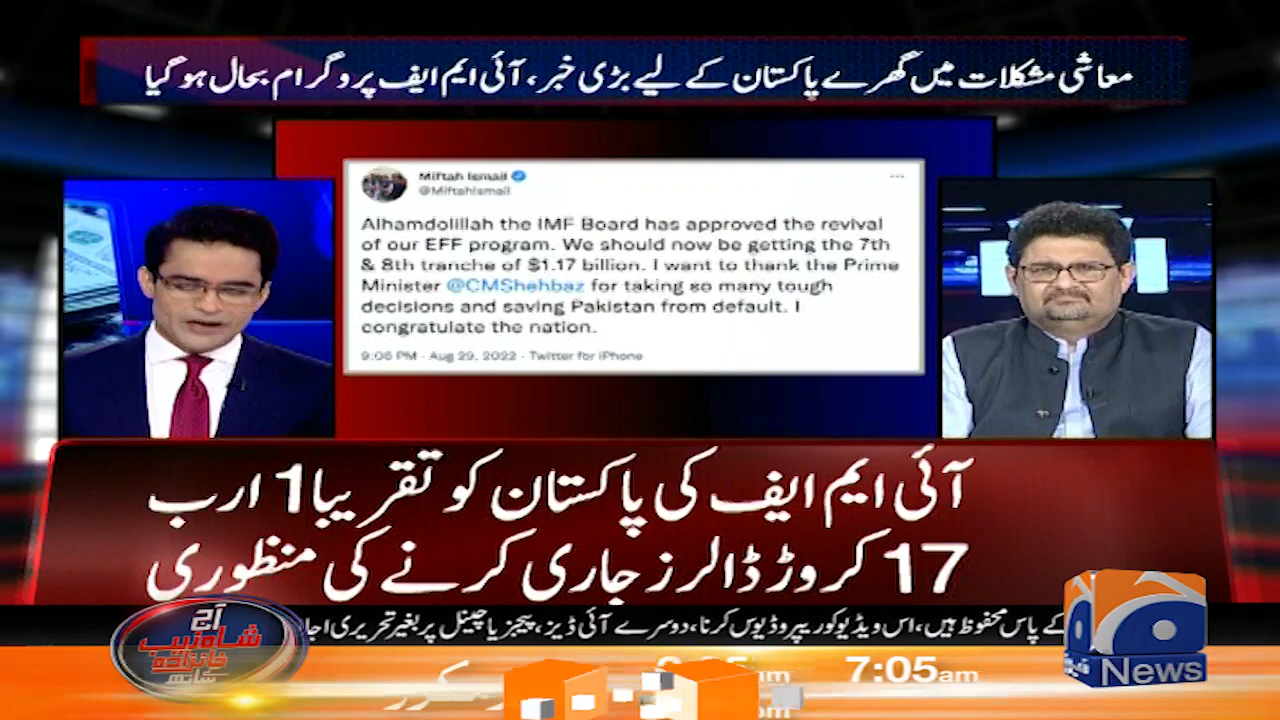 معاشی مشکلات میں گھرے پاکستان کے لیے بڑی خبر، آئی ایم ایف پروگرام بحال ہو گیا
Miftah Ismail
@MiftahIsmail
Alhamdolillah the IMF Board has approved the revival
of our EFF program. We should now be getting the 7th
& 8th tranche of $1.17 billion. I want to thank the Prime
Minister @CMShehbaz for taking so many tough
decisions and saving Pakistan from default. I
congratulate the nation.
9:06 PM - Aug 29, 2022 - Twitter for iPhone
آئی ایم ایف کی پاکستان کو تقریبا 1 ارب
17 کروڑ ڈالرز جاری کرنے کی منظوری
کے پاس محفوظ ہیں، اس ویڈیو کو ریپروڈیوس کرنا، دوسرے آئی ڈیز، پیجز یا چینل پر بغیر تحریری اجا
آج
شاہ زیب
خانزادہ
کے ساتھ
News
7:05am